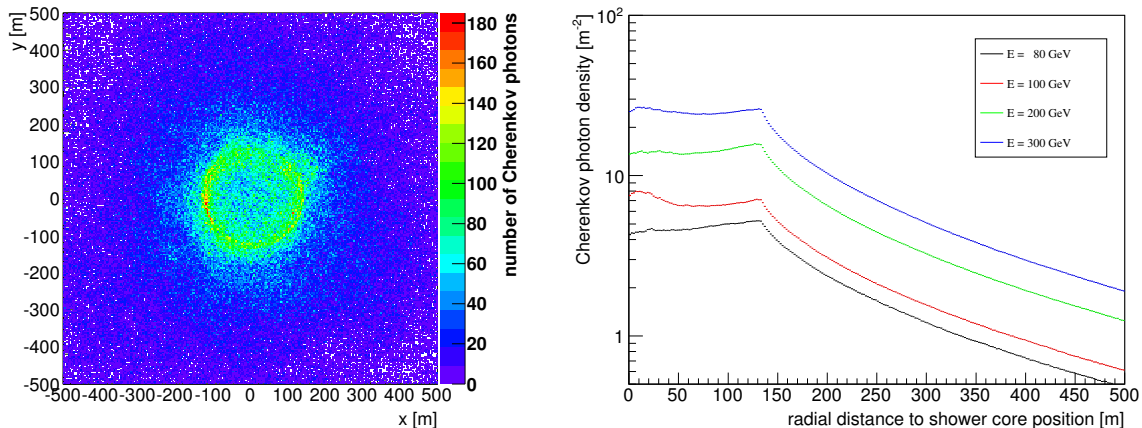 y [m]
500
400
300
200
100
0
-100
-200
-300
-400
-500
-500 -400 -300 -200 -100 0 100 200 300 400 500
x [m]
180
160
140
120
100
80
60
40
20
0
number of Cherenkov photons
Cherenkov photon density [m-2]
10²
10
1
E = 80 GeV
E = 100 GeV
E = 200 GeV
E = 300 GeV
0 50 100 150 200 250 300 350 400 450 500
radial distance to shower core position [m]